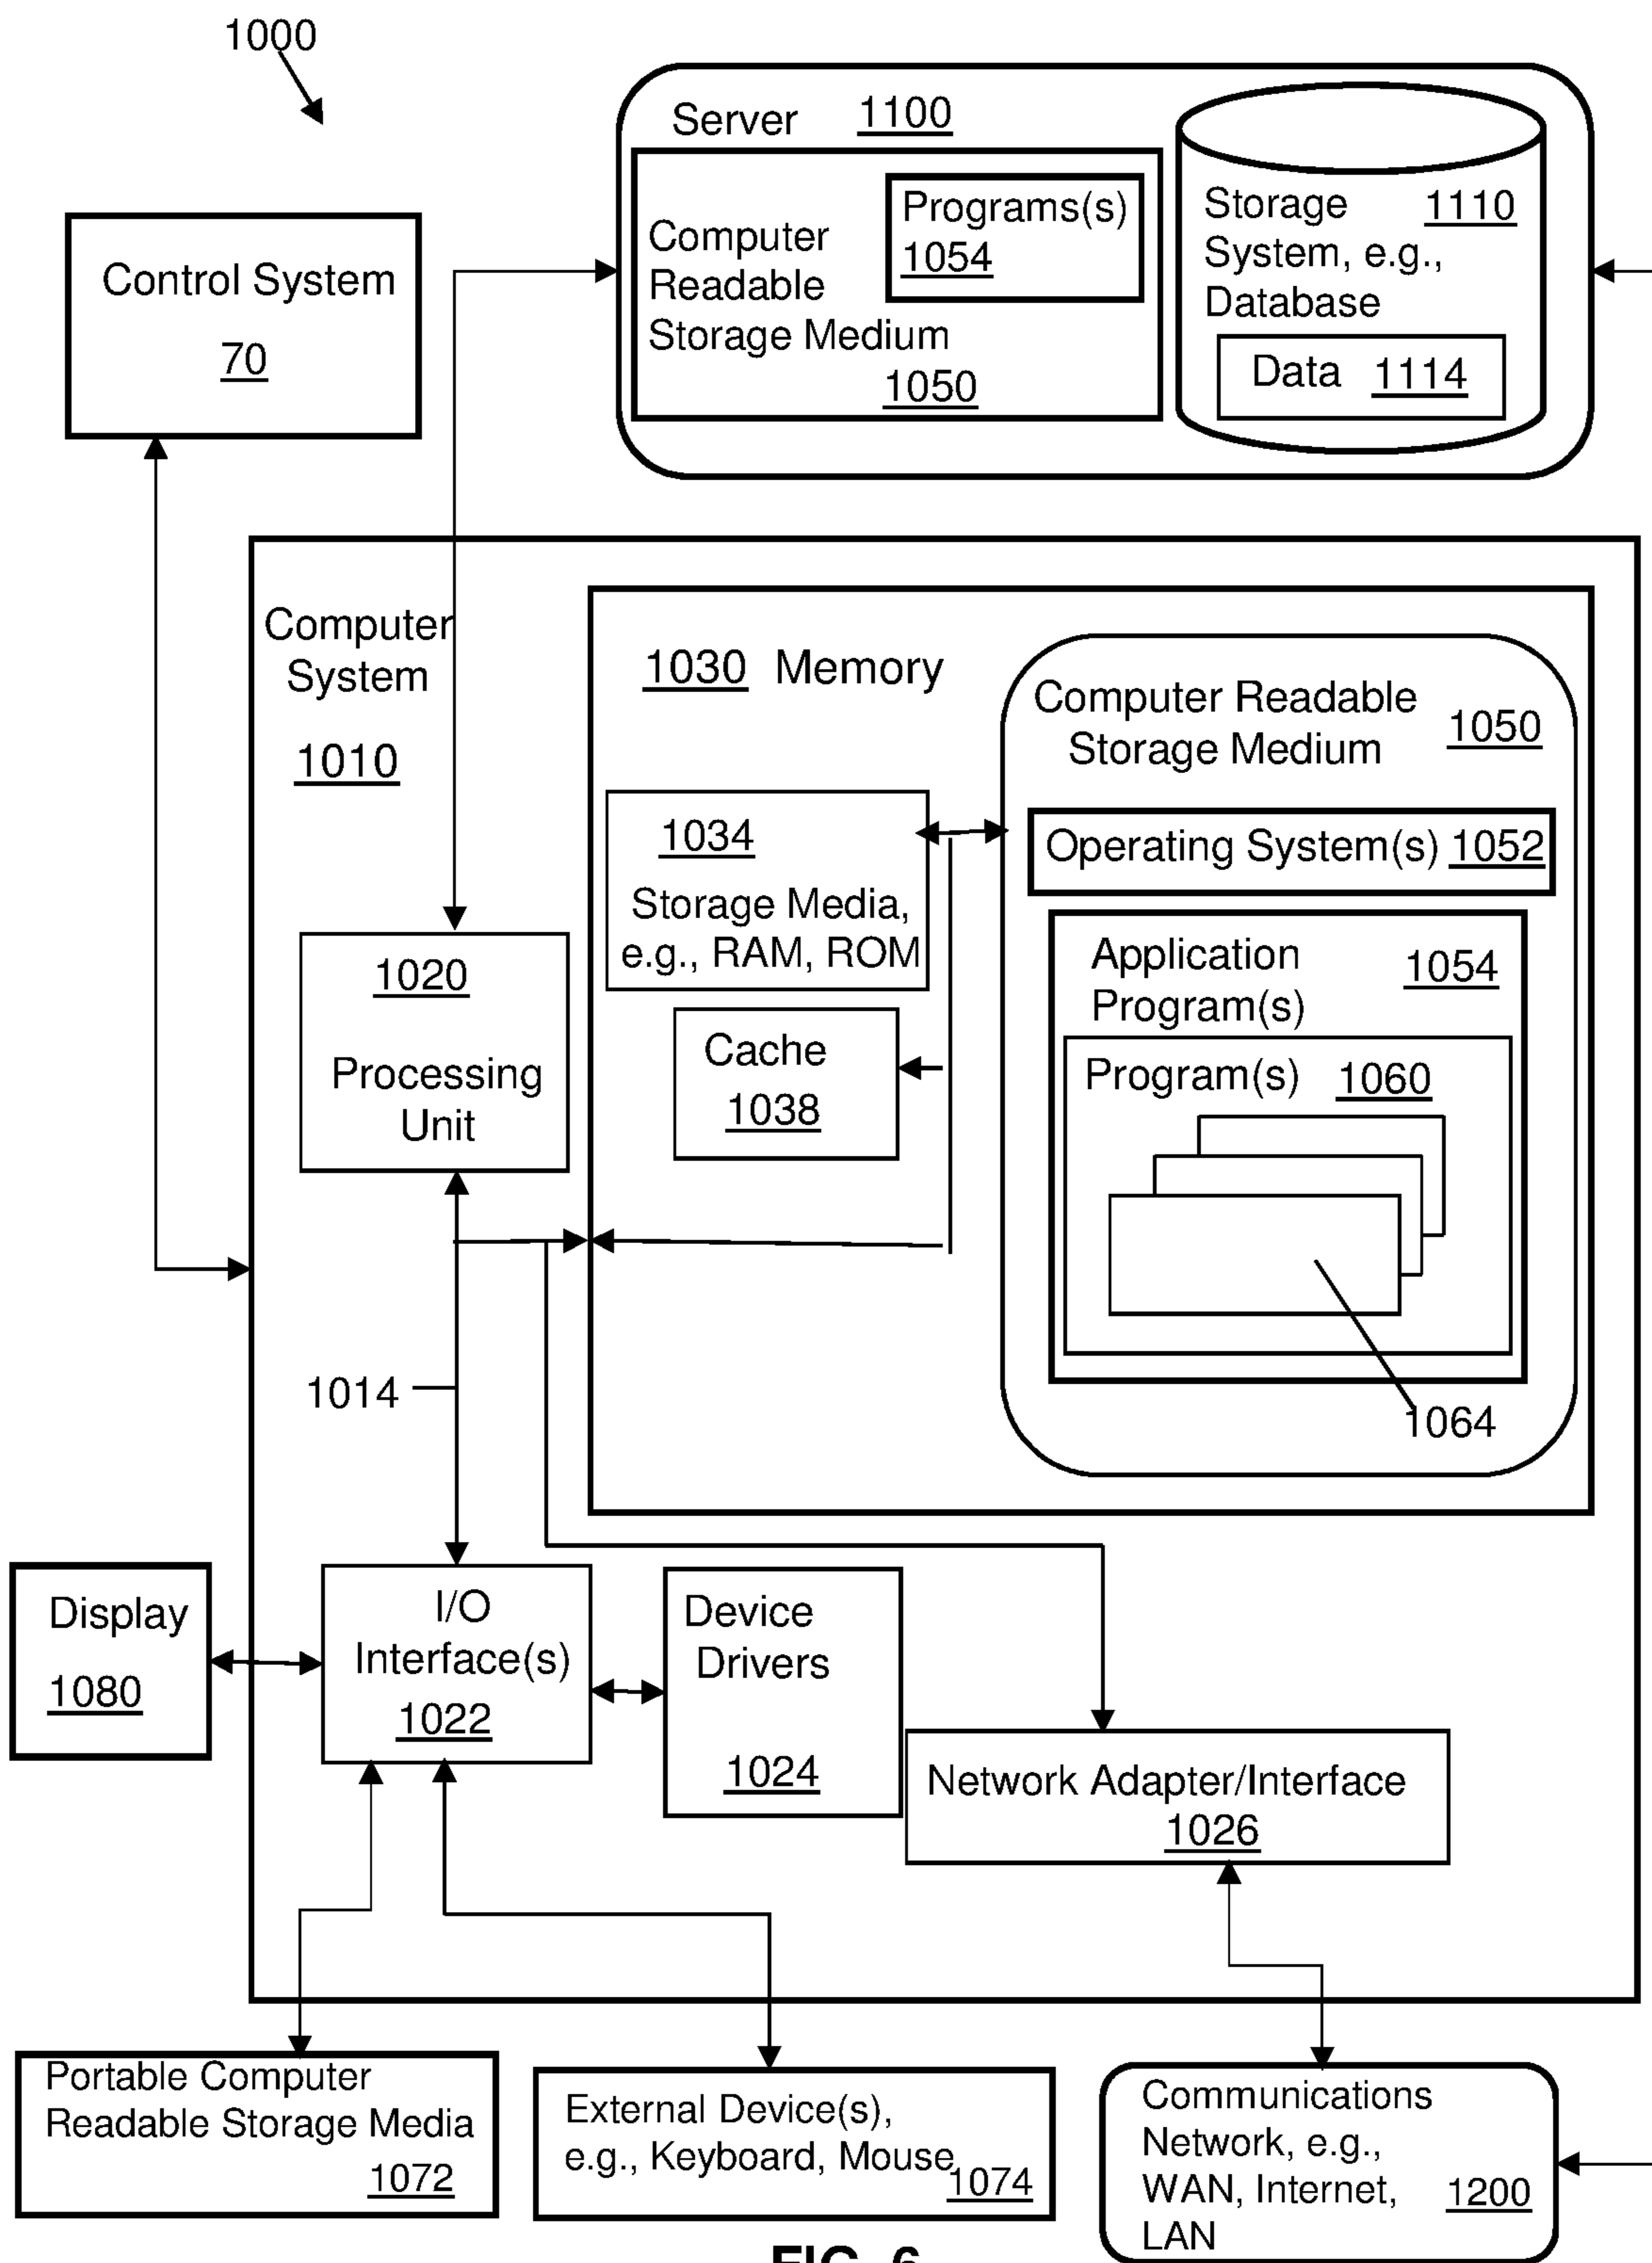 1000
Server 1100
Programs(s)
1054
Computer
Readable
Storage Medium
1050
Storage 1110
System, e.g.,
Database
Data 1114
Control System
70
Computer
System
1010
1030 Memory
Computer Readable
Storage Medium 1050
1034
Storage Media,
e.g., RAM, ROM
Operating System(s) 1052
Application
Program(s) 1054
1020
Processing
Unit
Cache
1038
Program(s) 1060
1014
1064
Display
1080
I/O
Interface(s)
1022
Device
Drivers
1024
Network Adapter/Interface
1026
Portable Computer
Readable Storage Media
1072
External Device(s),
e.g., Keyboard, Mouse
1074
Communications
Network, e.g.,
WAN, Internet,
LAN
1200
FIG. 6